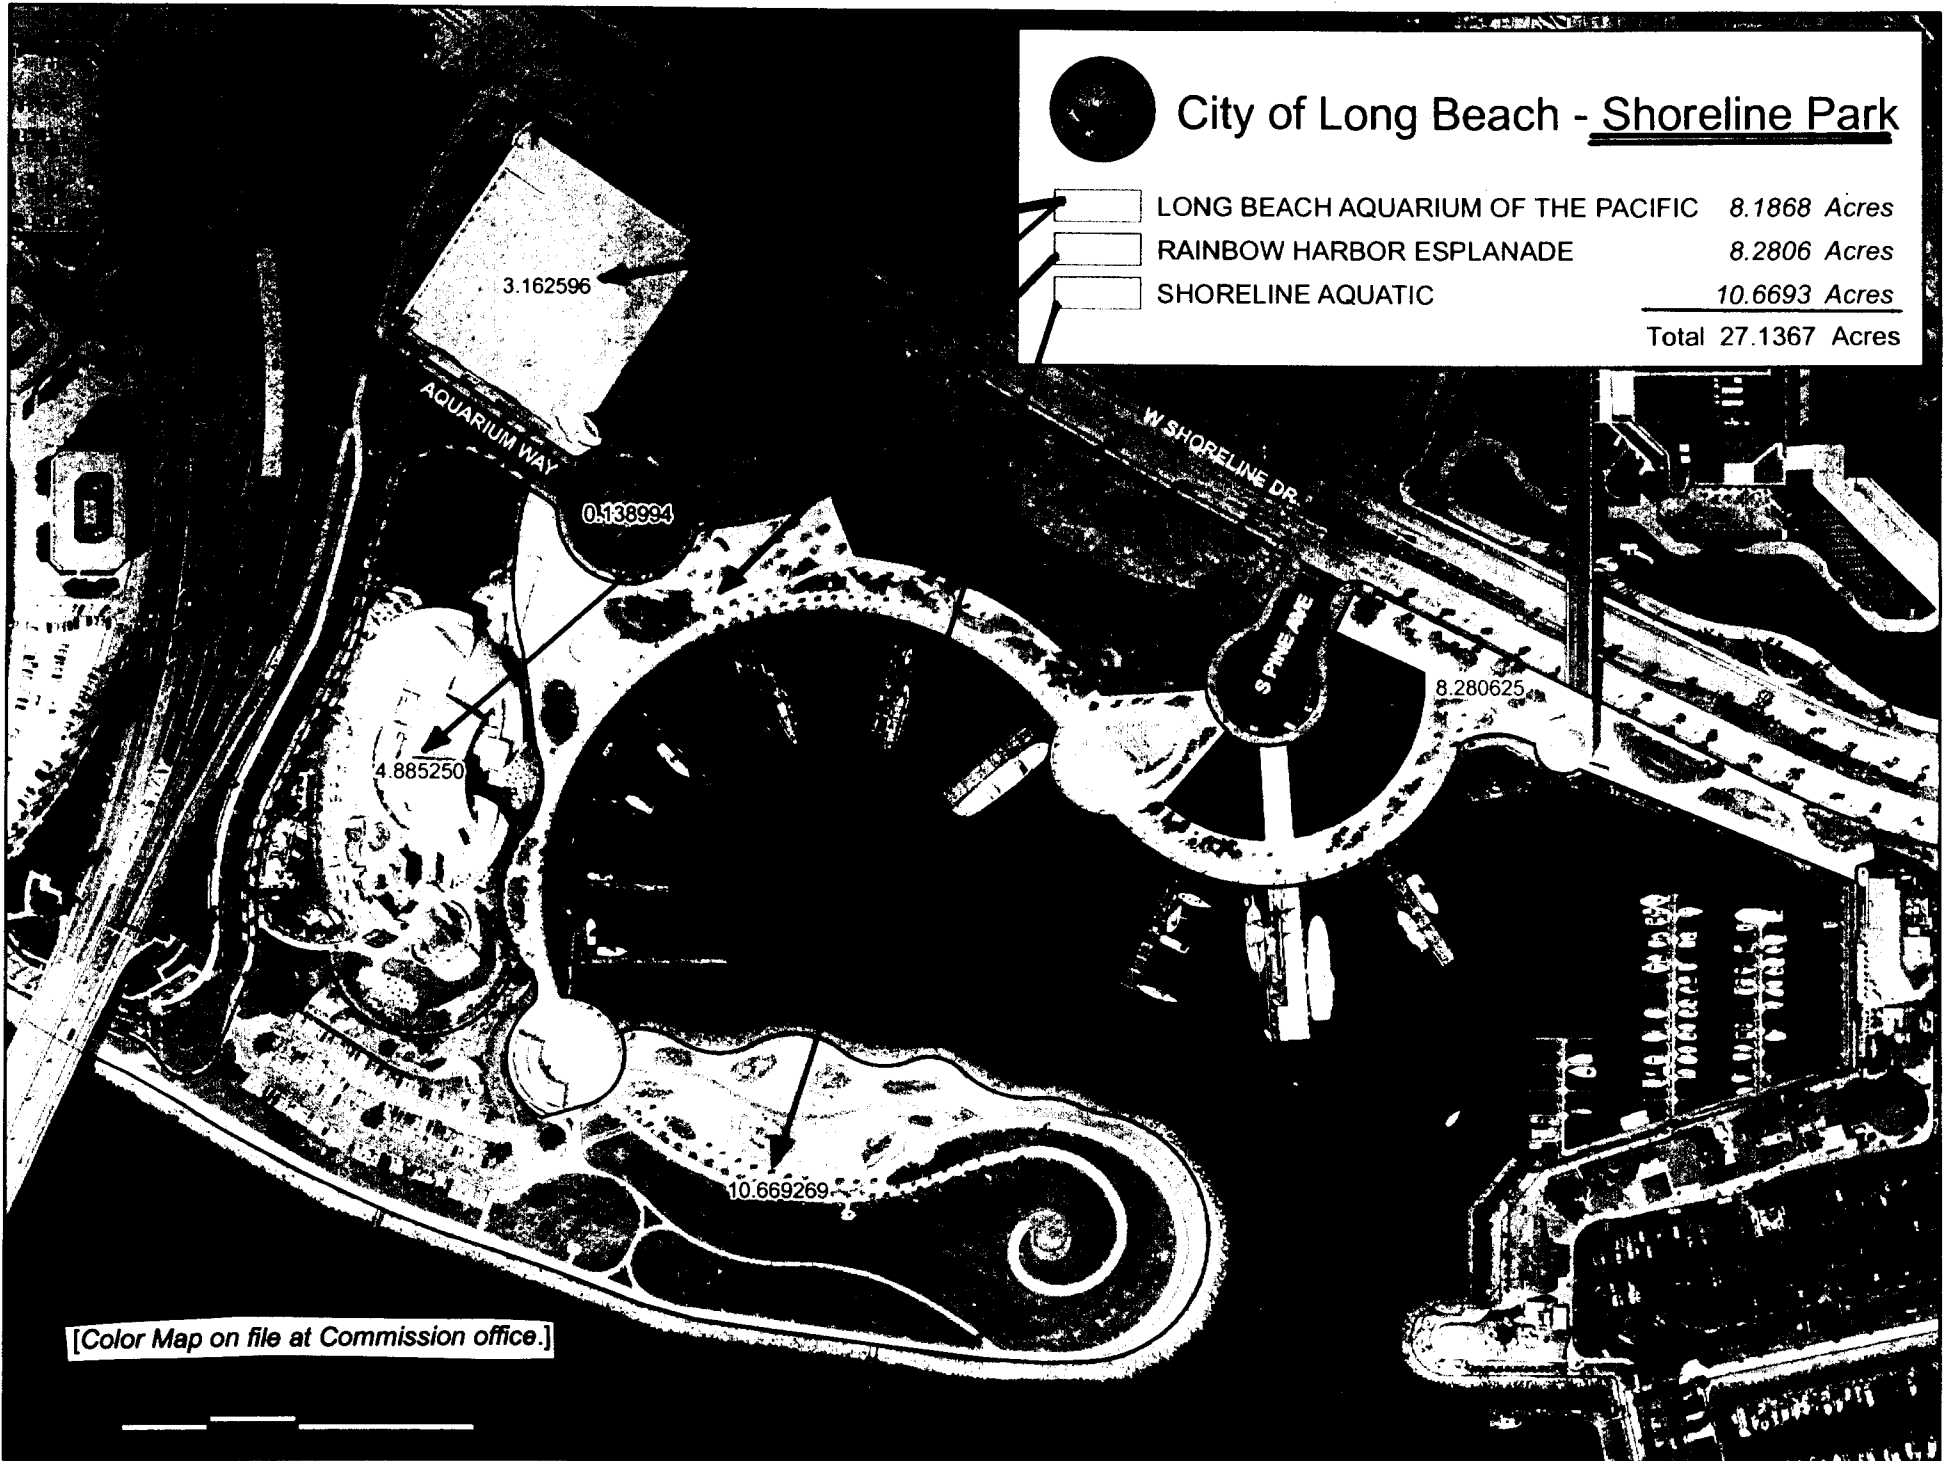 City of Long Beach - Shoreline Park
LONG BEACH AQUARIUM OF THE PACIFIC 8.1868 Acres
RAINBOW HARBOR ESPLANADE 8.2806 Acres
SHORELINE AQUATIC 10.6693 Acres
Total 27.1367 Acres
3.162596
AQUARIUM WAY
W SHORELINE DR.
0.138994
S PINE AVE
8.280625
4.885250
10.669269
[Color Map on file at Commission office.]